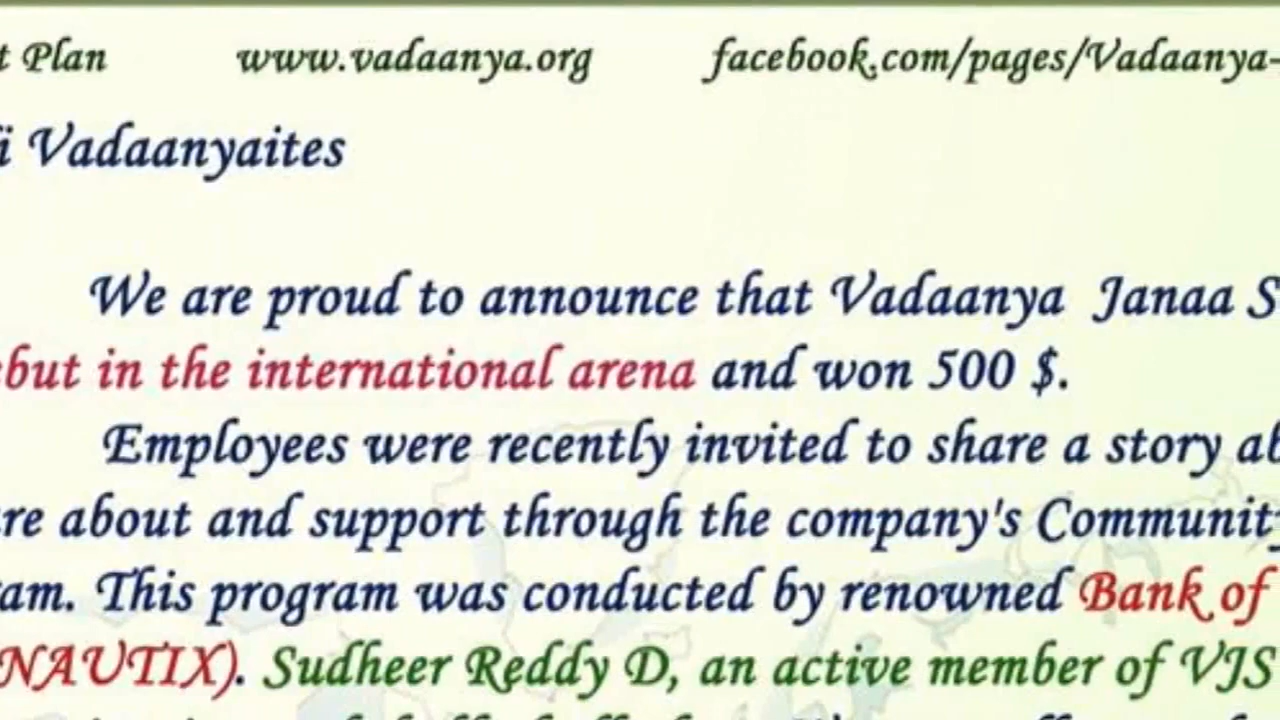 t Plan www.vadaanya.org facebook.com/pages/Vadaanya-
i Vadaanyaites
We are proud to announce that Vadaanya Janaa S
ebut in the international arena and won 500 $.
Employees were recently invited to share a story ab
re about and support through the company's Community
am. This program was conducted by renowned Bank of
NAUTIX). Sudheer Reddy D, an active member of VJS